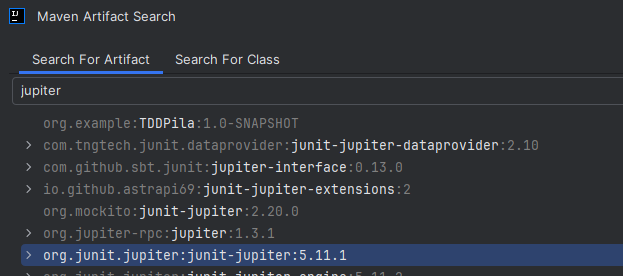 IJ Maven Artifact Search
Search For Artifact Search For Class
jupiter
org.example:TDDPila:1.0-SNAPSHOT
com.tngtech.junit.dataprovider:junit-jupiter-dataprovider:2.10
com.github.sbt.junit:jupiter-interface:0.13.0
io.github.astrapi69:junit-jupiter-extensions:2
org.mockito:junit-jupiter:2.20.0
org.jupiter-rpc:jupiter:1.3.1
org.junit.jupiter:junit-jupiter:5.11.1